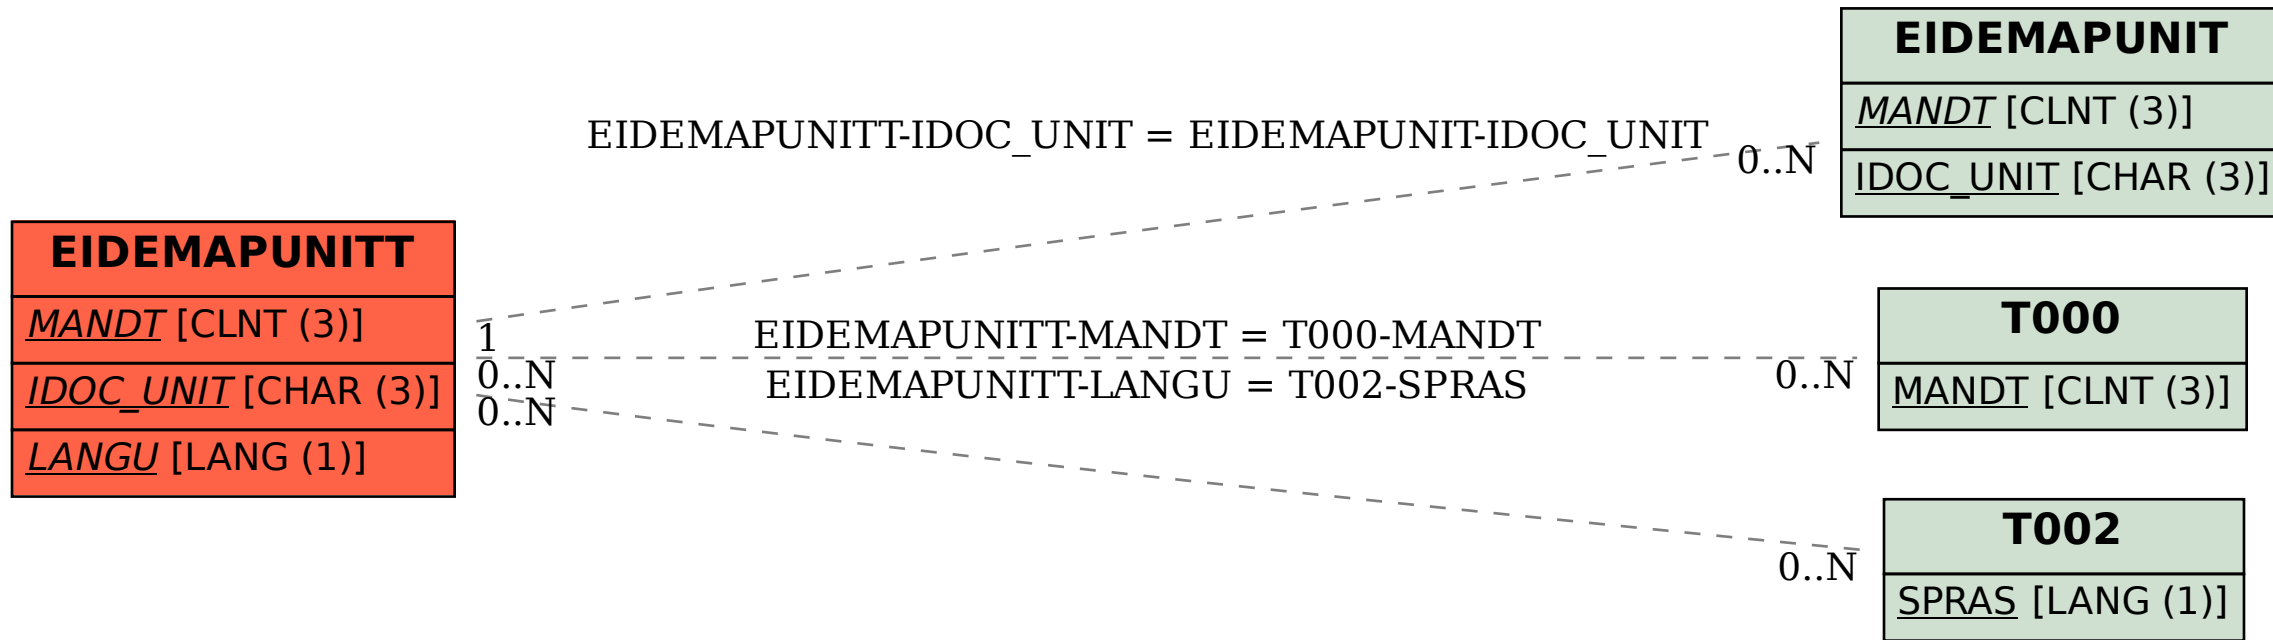 EIDEMAPUNITT
MANDT [CLNT (3)]
IDOC_UNIT [CHAR (3)]
LANGU [LANG (1)]
EIDEMAPUNITT-IDOC_UNIT = EIDEMAPUNIT-IDOC_UNIT
1
0..N
EIDEMAPUNITT-MANDT = T000-MANDT
0..N
0..N
EIDEMAPUNITT-LANGU = T002-SPRAS
0..N
0..N
EIDEMAPUNIT
MANDT [CLNT (3)]
IDOC_UNIT [CHAR (3)]
T000
MANDT [CLNT (3)]
T002
SPRAS [LANG (1)]